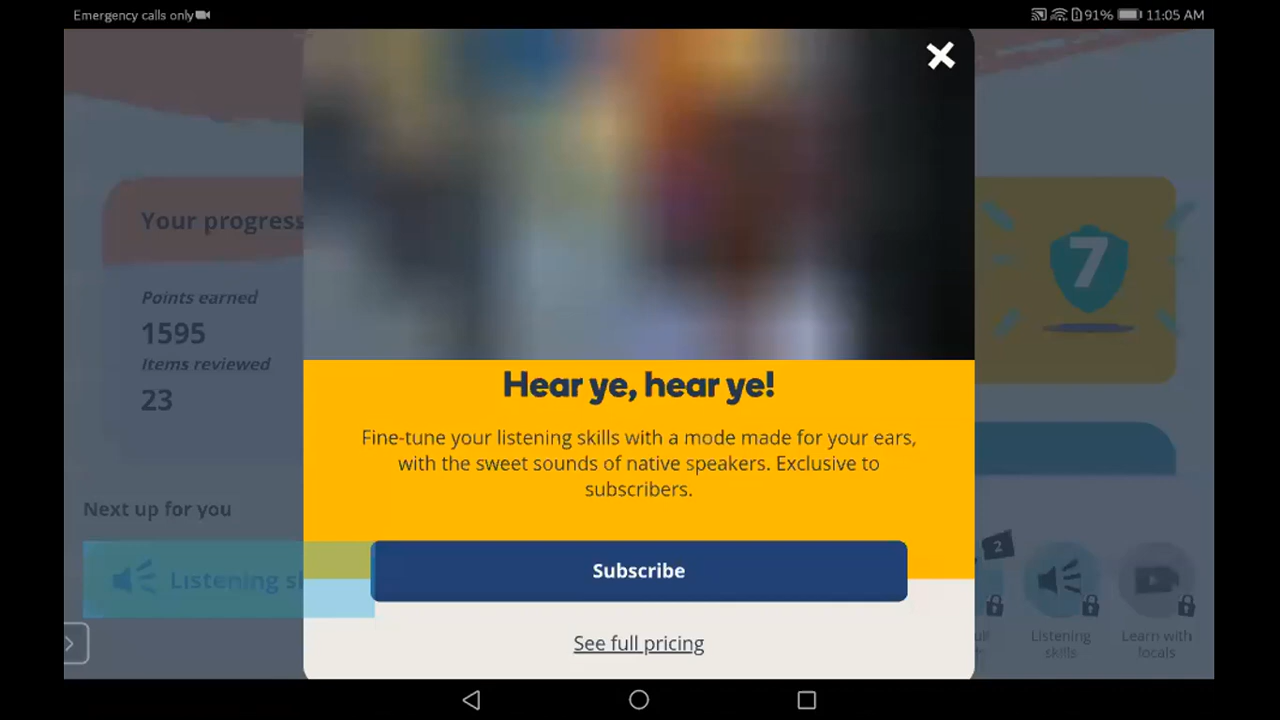 Emergency calls only
91% 11:05 AM
Your progress
7
Points earned
1595
Items reviewed
23
Hear ye, hear ye!
Fine-tune your listening skills with a mode made for your ears,
with the sweet sounds of native speakers. Exclusive to
subscribers.
Next up for you
Subscribe
Listening
2
Listening
skills
Learn with
locals
See full pricing